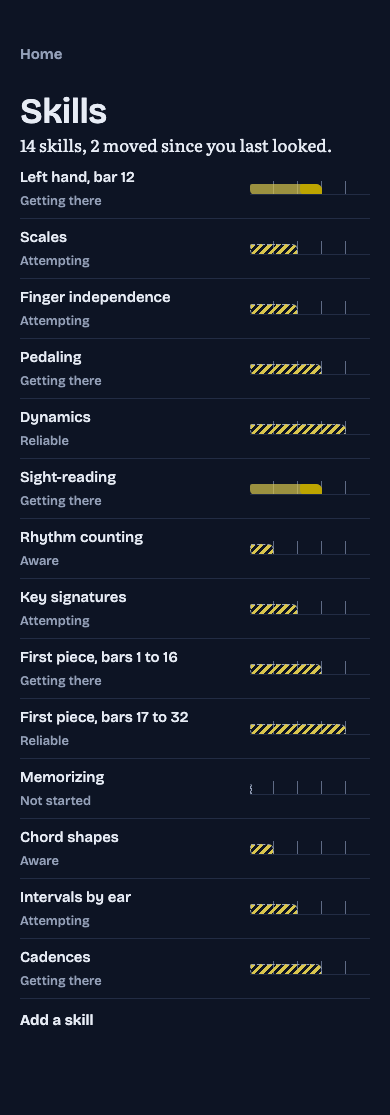 Home
Skills
14 skills, 2 moved since you last looked.
Left hand, bar 12
Getting there
Scales
Attempting
Finger independence
Attempting
Pedaling
Getting there
Dynamics
Reliable
Sight-reading
Getting there
Rhythm counting
Aware
Key signatures
Attempting
First piece, bars 1 to 16
Getting there
First piece, bars 17 to 32
Reliable
Memorizing
Not started
Chord shapes
Aware
Intervals by ear
Attempting
Cadences
Getting there
Add a skill